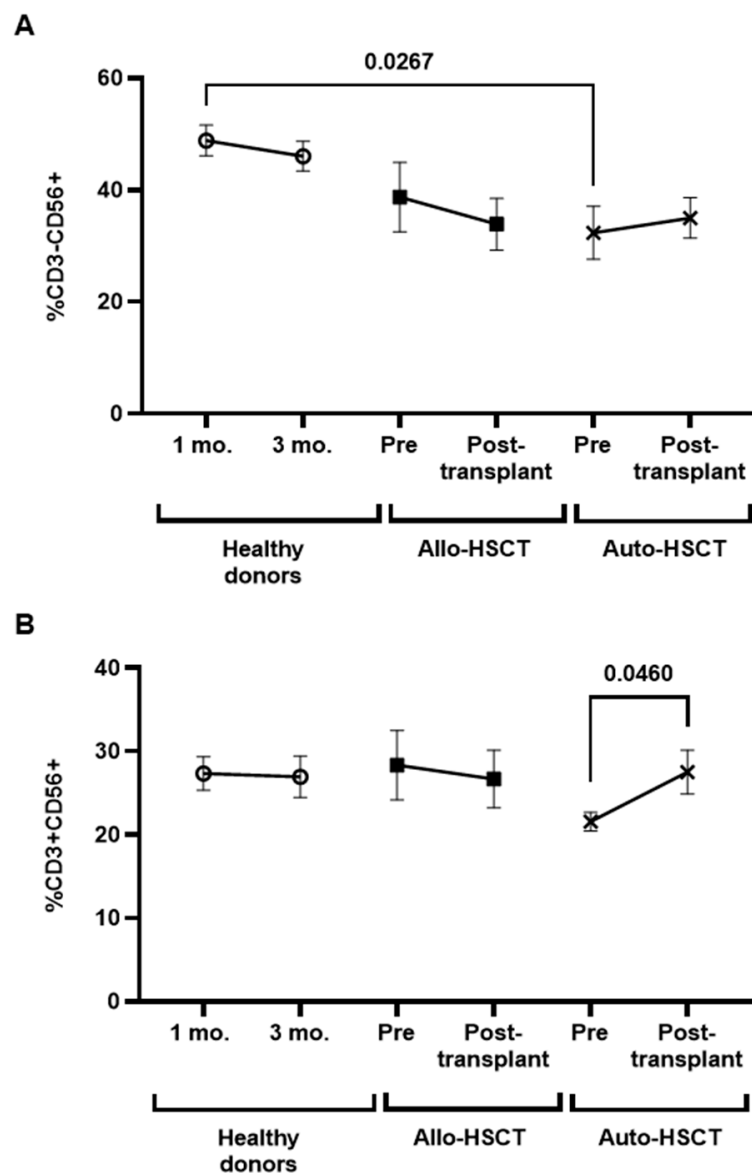 A
0.0267
60
40
20
0
%CD3-CD56+
1 mo.
3 mo.
Pre
Post-
transplant
Pre
Post-
transplant
Healthy
donors
Allo-HSCT
Auto-HSCT
B
0.0460
40
30
20
10
0
%CD3+CD56+
1 mo.
3 mo.
Pre
Post-
transplant
Pre
Post-
transplant
Healthy
donors
Allo-HSCT
Auto-HSCT